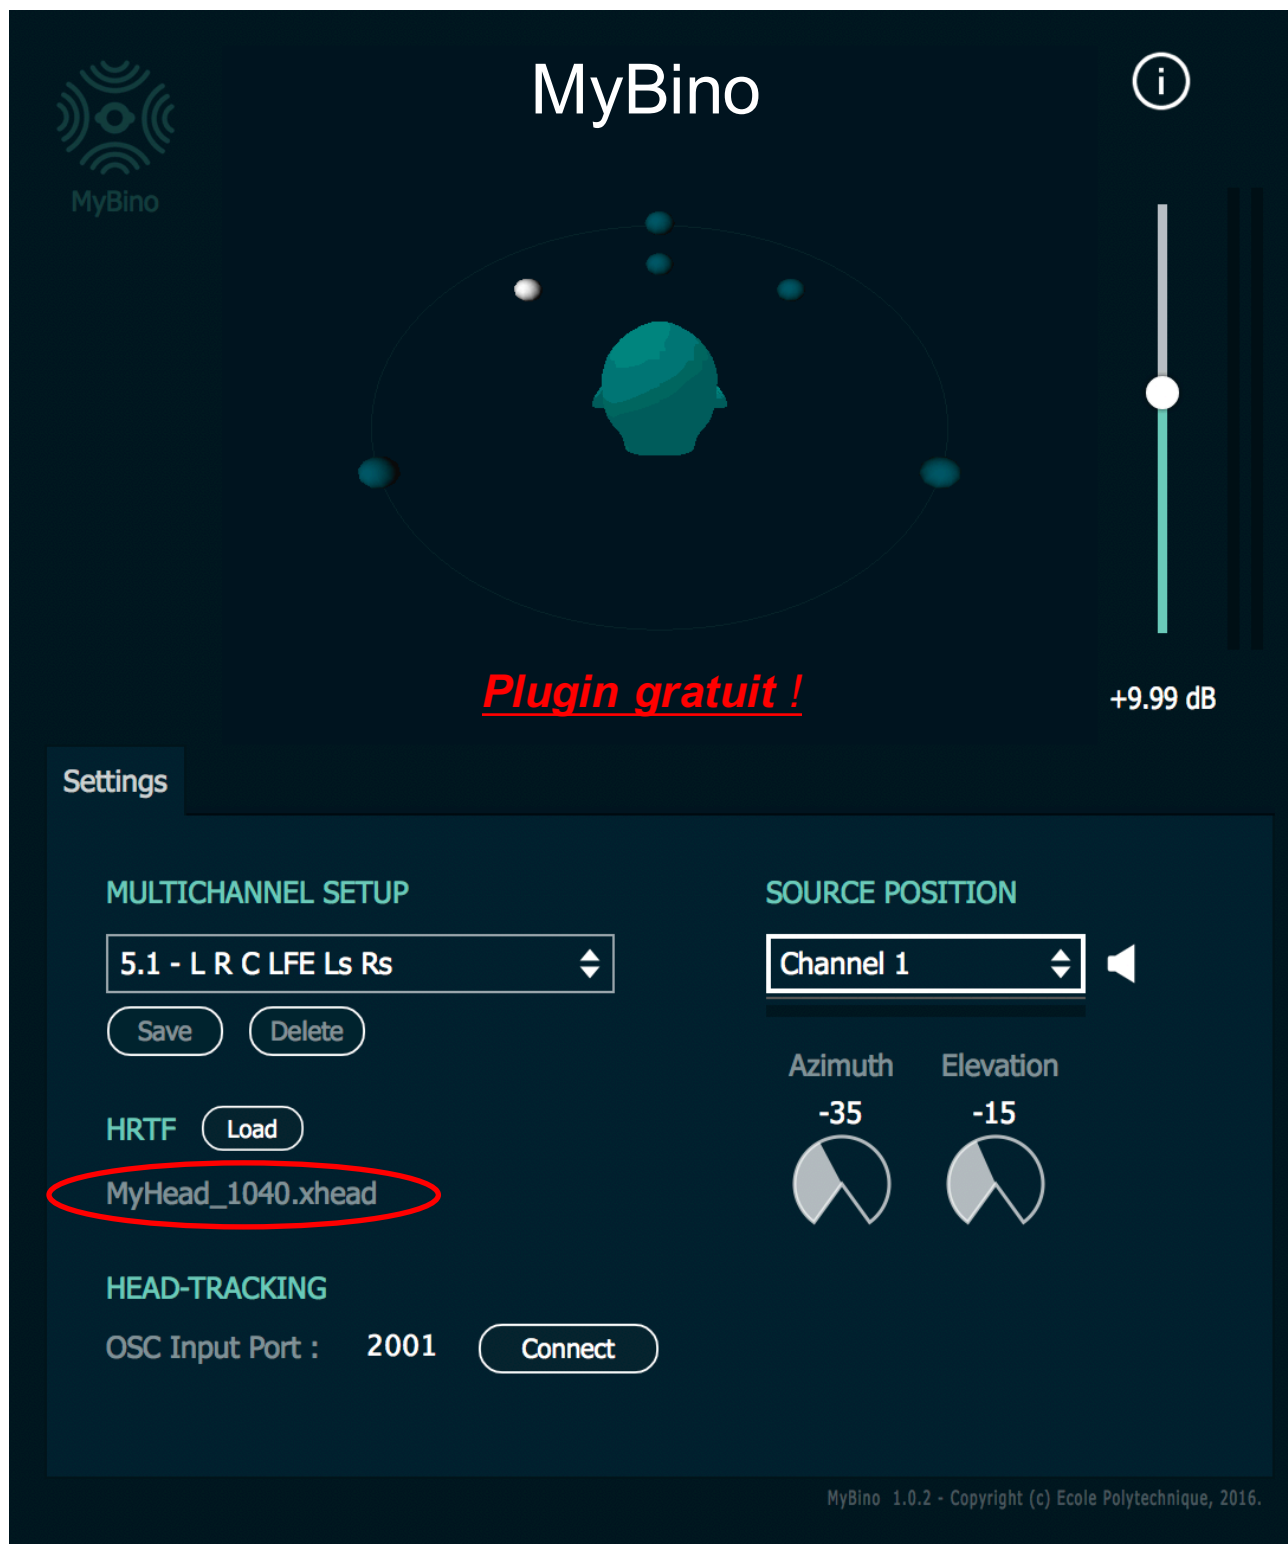 MyBino
i
MyBino
Plugin gratuit !
+9.99 dB
Settings
MULTICHANNEL SETUP
5.1 - L R C LFE Ls Rs
Save
Delete
SOURCE POSITION
Channel 1
Azimuth
Elevation
-35
-15
HRTF
Load
MyHead_1040.xhead
HEAD-TRACKING
OSC Input Port :
2001
Connect
MyBino 1.0.2 - Copyright (c) Ecole Polytechnique, 2016.